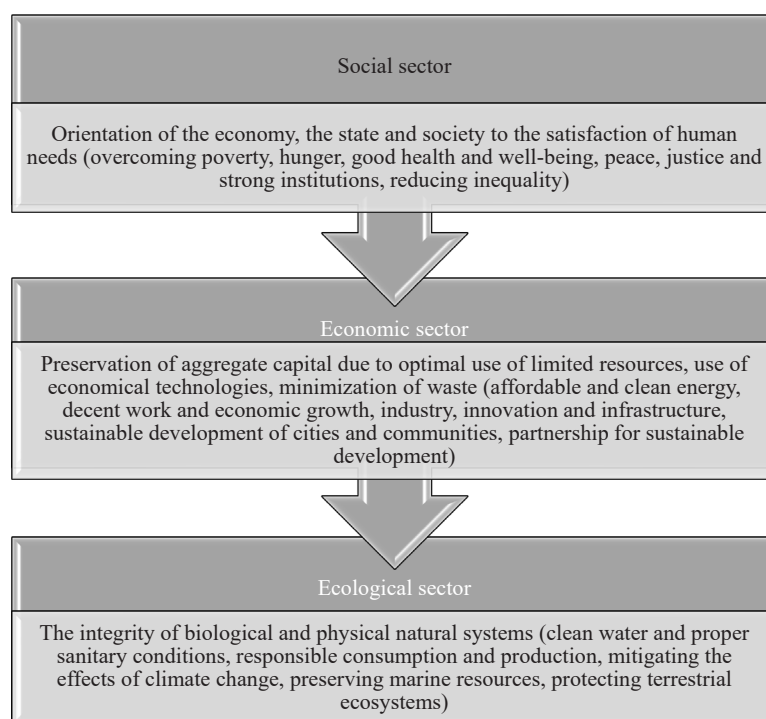 Social sector
Orientation of the economy, the state and society to the satisfaction of human
needs (overcoming poverty, hunger, good health and well-being, peace, justice and
strong institutions, reducing inequality)
Economic sector
Preservation of aggregate capital due to optimal use of limited resources, use of
economical technologies, minimization of waste (affordable and clean energy,
decent work and economic growth, industry, innovation and infrastructure,
sustainable development of cities and communities, partnership for sustainable
development)
Ecological sector
The integrity of biological and physical natural systems (clean water and proper
sanitary conditions, responsible consumption and production, mitigating the
effects of climate change, preserving marine resources, protecting terrestrial
ecosystems)